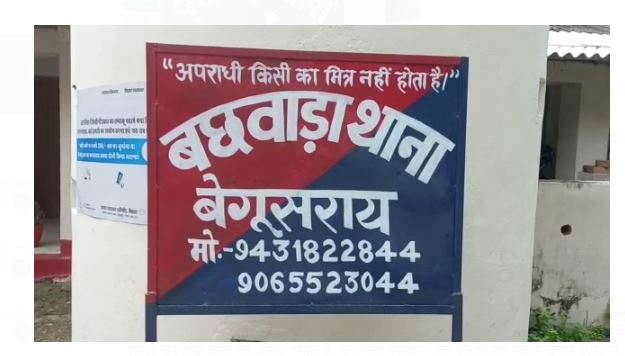 “अपराधी किसी का मित्र नहीं होता है।”
बछवाड़ा थाना
बेगूसराय
मो.-9431822844
9065523044